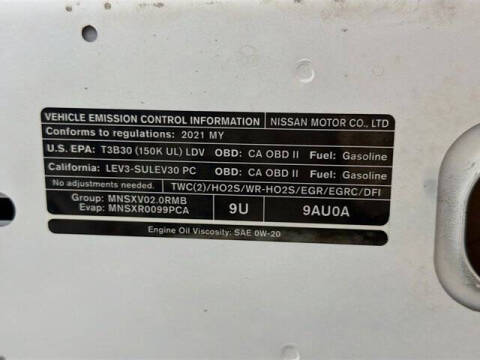 VEHICLE EMISSION CONTROL INFORMATION NISSAN MOTOR CO., LTD
Conforms to regulations: 2021 MY
U.S. EPA: T3B30 (150K UL) LDV OBD: CA OBD II Fuel: Gasoline
California: LEV3-SULEV30 PC OBD: CA OBD II Fuel: Gasoline
No adjustments needed. TWC(2)/HO2S/WR-HO2S/EGR/EGRC/DFI
Group: MNSXV02.0RMB
Evap: MNSXR0099PCA 9U 9AU0A
Engine Oil Viscosity: SAE 0W-20